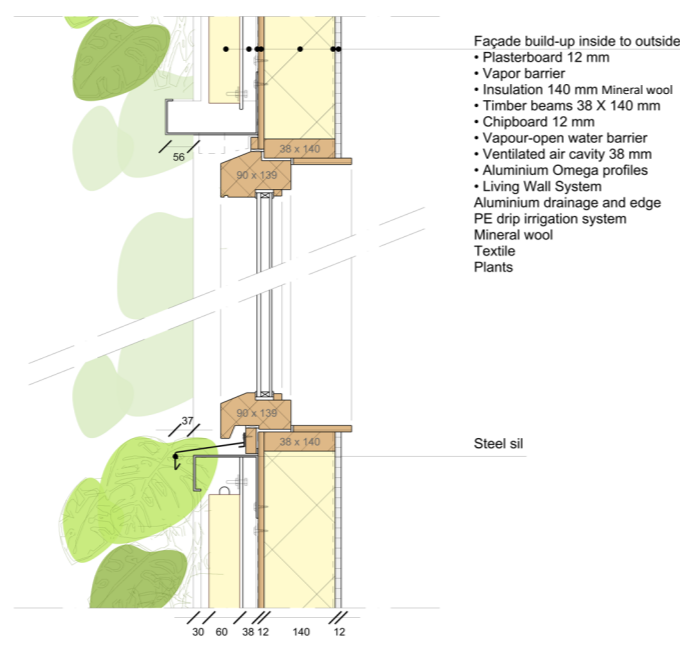 Façade build-up inside to outside
• Plasterboard 12 mm
• Vapor barrier
• Insulation 140 mm Mineral wool
• Timber beams 38 X 140 mm
• Chipboard 12 mm
• Vapour-open water barrier
• Ventilated air cavity 38 mm
• Aluminium Omega profiles
• Living Wall System
Aluminium drainage and edge
PE drip irrigation system
Mineral wool
Textile
Plants
56
38 x 140
90 x 139
90 x 139
37
38 x 140
Steel sil
30 60 38 12 140 12